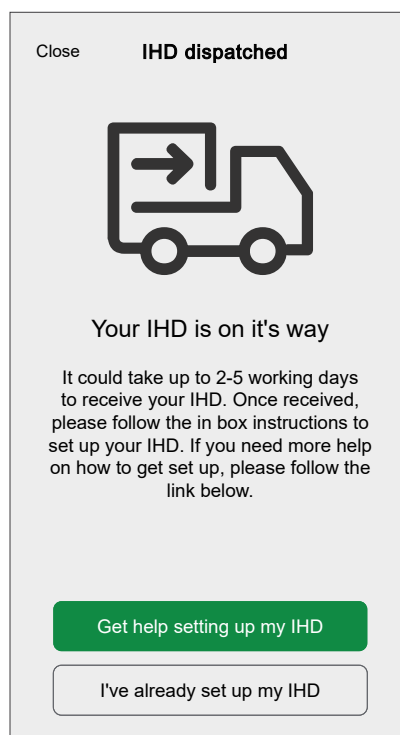 Close IHD dispatched
Your IHD is on it's way
It could take up to 2-5 working days
to receive your IHD. Once received,
please follow the in box instructions to
set up your IHD. If you need more help
on how to get set up, please follow the
link below.
Get help setting up my IHD
I've already set up my IHD